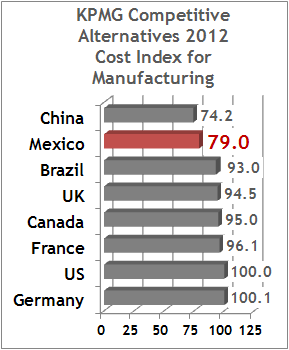 KPMG Competitive
Alternatives 2012
Cost Index for
Manufacturing
China 74.2
Mexico 79.0
Brazil 93.0
UK 94.5
Canada 95.0
France 96.1
US 100.0
Germany 100.1
0 25 50 75 100 125